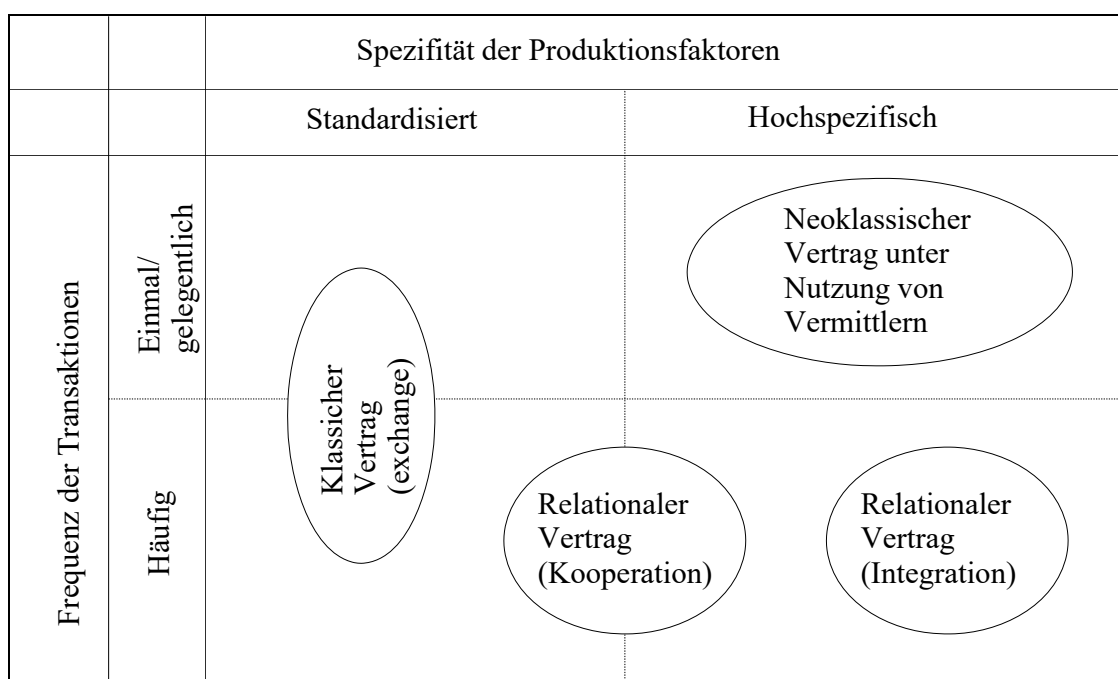 Spezifität der Produktionsfaktoren
Standardisiert
Hochspezifisch
Frequenz der Transaktionen
Einmal/
gelegentlich
Neoklassischer
Vertrag unter
Nutzung von
Vermittlern
Klassicher
Vertrag
(exchange)
Häufig
Relationaler
Vertrag
(Kooperation)
Relationaler
Vertrag
(Integration)